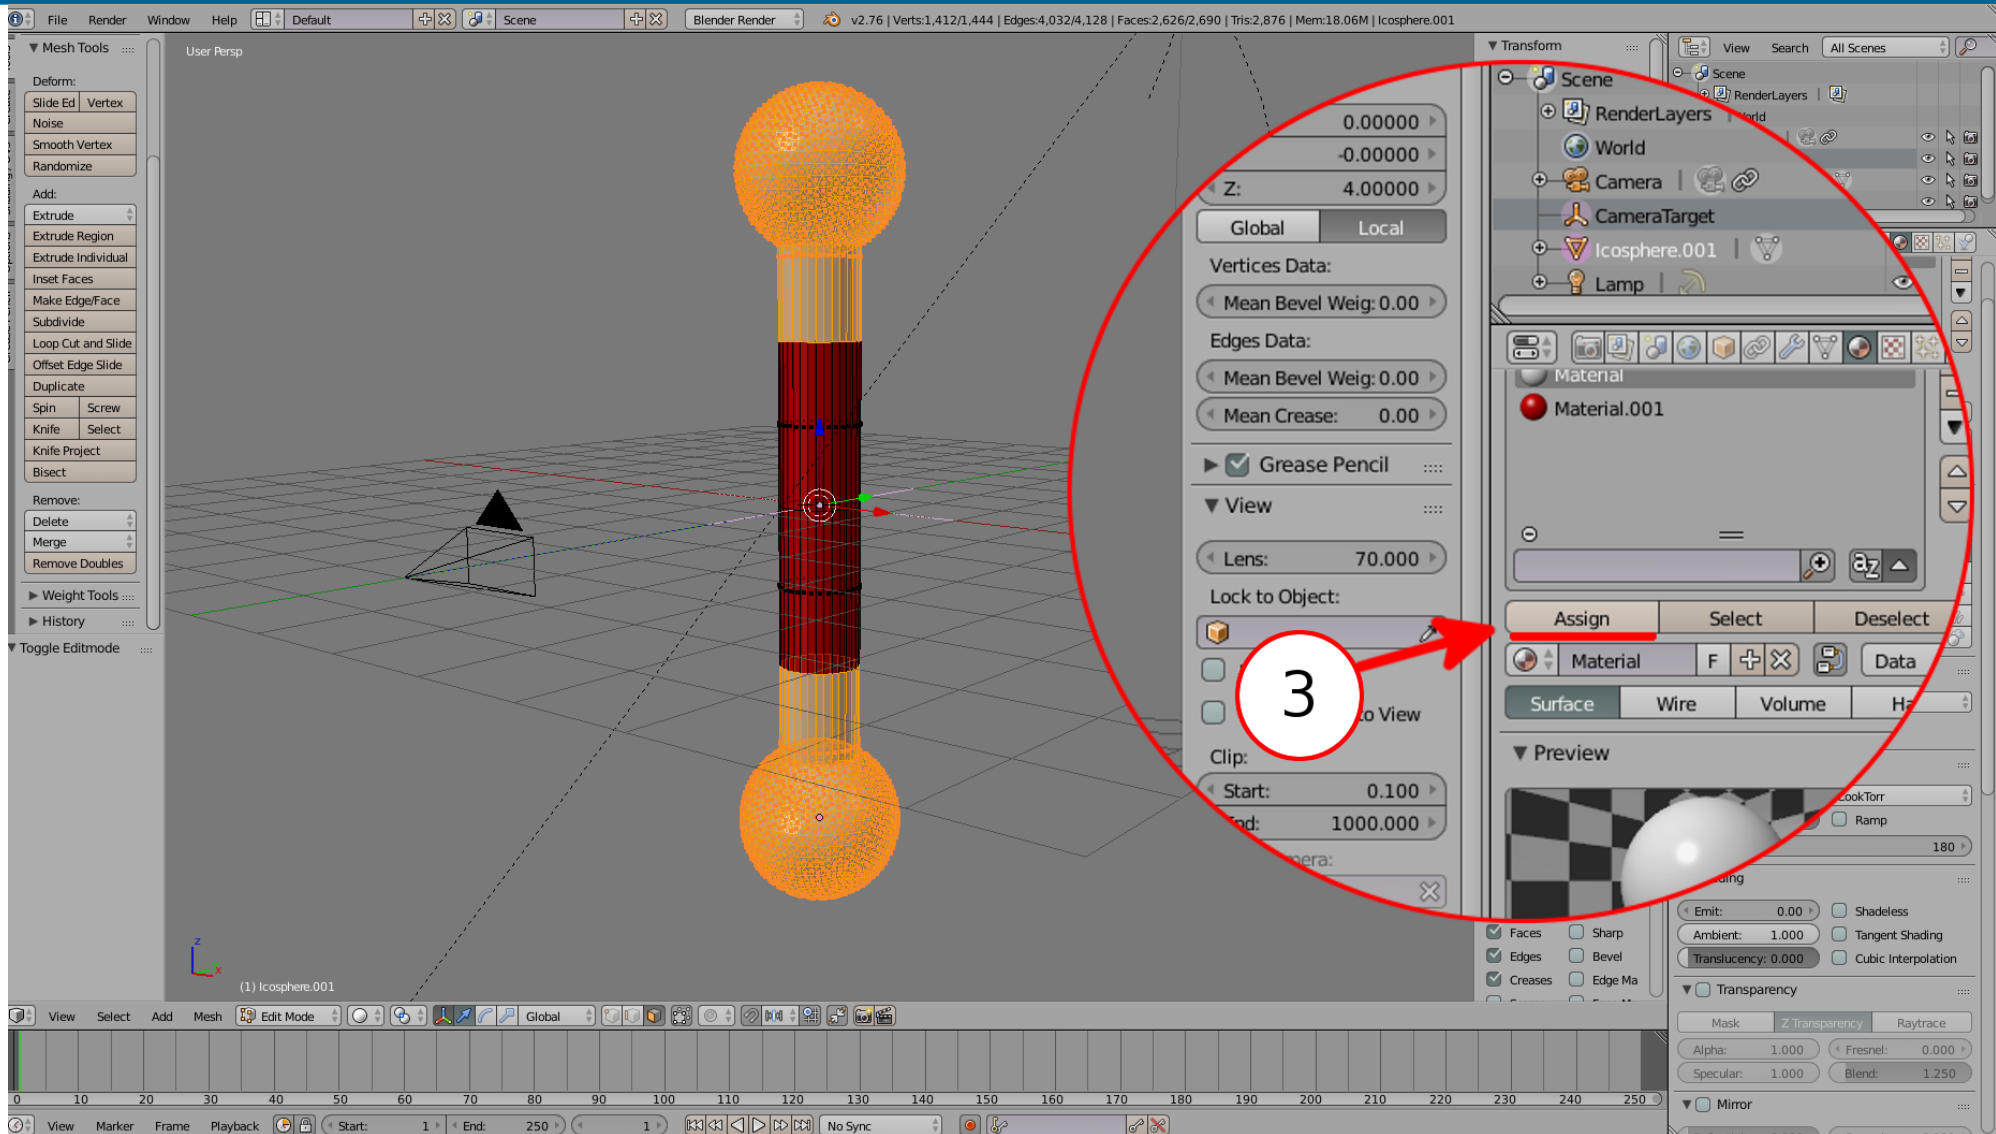 File Render Window Help Default Scene Blender Render v2.76 | Verts:1,412/1,444 | Edges:4,032/4,128 | Faces:2,626/2,690 | Tris:2,876 | Mem:18.06M | Icosphere.001
Mesh Tools
Deform:
Slide Ed Vertex
Noise
Smooth Vertex
Randomize
Add:
Extrude
Extrude Region
Extrude Individual
Inset Faces
Make Edge/Face
Subdivide
Loop Cut and Slide
Offset Edge Slide
Duplicate
Spin Screw
Knife Select
Knife Project
Bisect
Remove:
Delete
Merge
Remove Doubles
Weight Tools
History
Toggle Editmode
User Persp
z
x
(1) Icosphere.001
Transform
0.00000
-0.00000
Z: 4.00000
Global Local
Vertices Data:
Mean Bevel Weig: 0.00
Edges Data:
Mean Bevel Weig: 0.00
Mean Crease: 0.00
Grease Pencil
View
Lens: 70.000
Lock to Object:
3
to View
Clip:
Start: 0.100
1000.000
Faces Sharp
Edges Bevel
Creases Edge Ma
View Search All Scenes
Scene
RenderLayers
Scene
RenderLayers
World
Camera
CameraTarget
Icosphere.001
Lamp
Material
Material.001
Assign Select Deselect
Material F Data
Surface Wire Volume
Preview
CookTorr
Ramp
180
Emit: 0.00 Shadeless
Ambient: 1.000 Tangent Shading
Translucency: 0.000 Cubic Interpolation
Transparency
Mask Z Transparency Raytrace
Alpha: 1.000 Fresnel: 0.000
Specular: 1.000 Blend: 1.250
Mirror
View Select Add Mesh Edit Mode Global
0 10 20 30 40 50 60 70 80 90 100 110 120 130 140 150 160 170 180 190 200 210 220 230 240 250
View Marker Frame Playback Start: 1 End: 250 1 No Sync